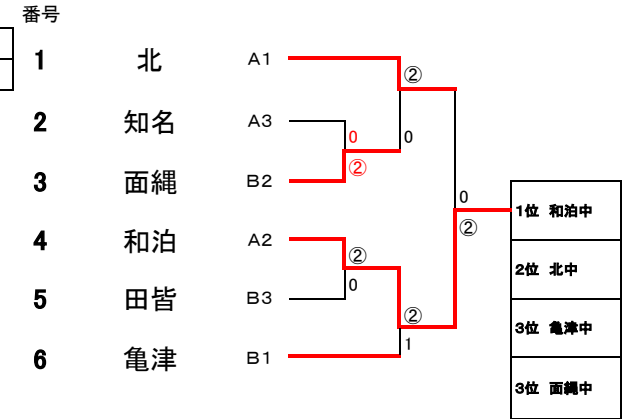 番号
1 北 A1
②
2 知名 A3
0 0
②
3 面縄 B2
0
1位 和泊中
②
4 和泊 A2
②
2位 北中
0
5 田皆 B3
②
3位 亀津中
1
6 亀津 B1
3位 面縄中